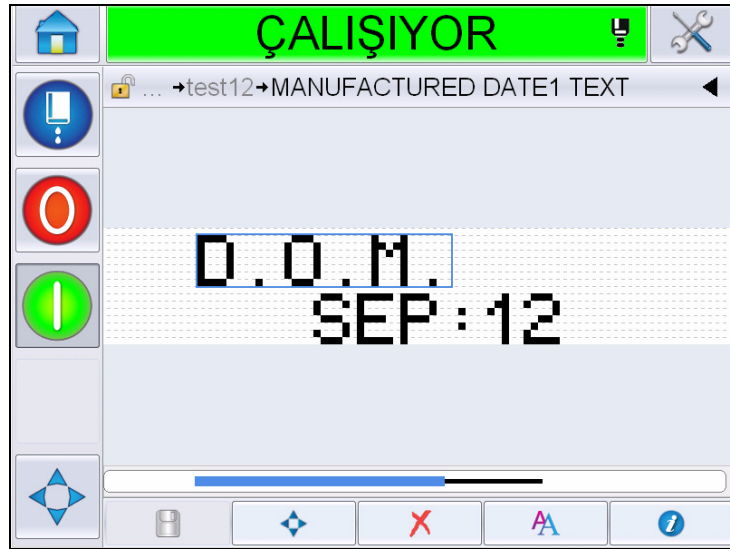 ÇALIŞIYOR
... →test12→MANUFACTURED DATE1 TEXT
D.O.M.
SEP:12